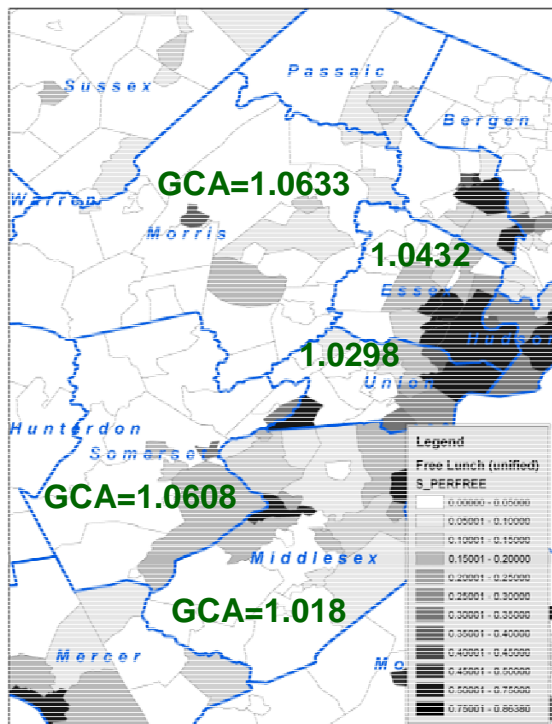 Sussex
Passaic
Bergen
GCA=1.0633
Warren
Morris
1.0432
Essex
Hudson
1.0298
Union
Hunterdon
Somerset
GCA=1.0608
Middlesex
GCA=1.018
Mercer
Mo
Legend
Free Lunch (unified)
S_PERFREE
0.00000 - 0.05000
0.05001 - 0.10000
0.10001 - 0.15000
0.15001 - 0.20000
0.20001 - 0.25000
0.25001 - 0.30000
0.30001 - 0.35000
0.35001 - 0.40000
0.40001 - 0.45000
0.45001 - 0.50000
0.50001 - 0.75000
0.75001 - 0.86380